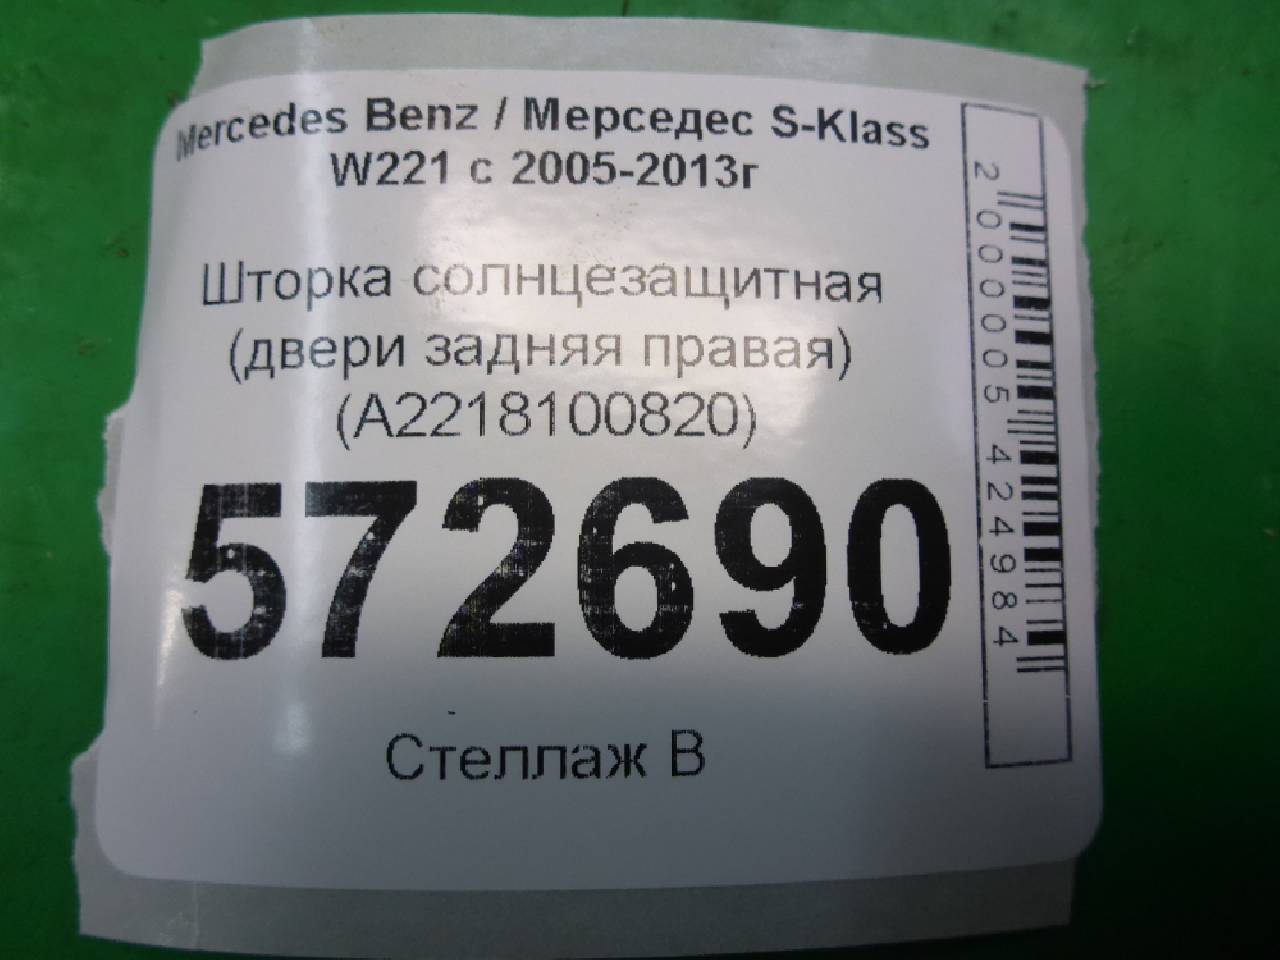 Mercedes Benz / Мерседес S-Klass
W221 с 2005-2013г
Шторка солнцезащитная
(двери задняя правая)
(A2218100820)
572690
Стеллаж В
2000005424984